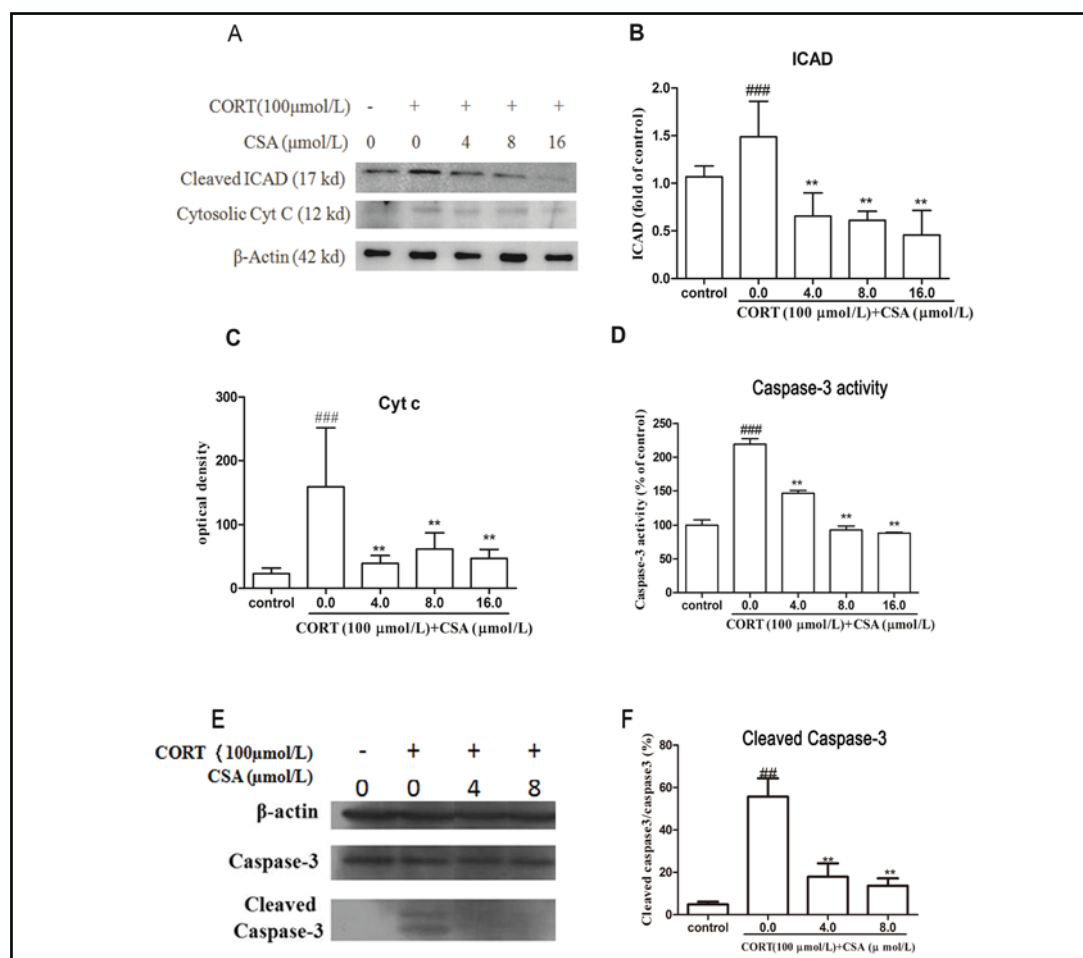 A
CORT(100μmol/L) - + + + +
CSA (μmol/L) 0 0 4 8 16
Cleaved ICAD (17 kd)
Cytosolic Cyt C (12 kd)
β-Actin (42 kd)
B
ICAD
ICAD (fold of control)
2.0
1.5
1.0
0.5
0.0
###
** ** **
control 0.0 4.0 8.0 16.0
CORT (100 μmol/L)+CSA (μmol/L)
C
Cyt c
optical density
300
200
100
0
###
** ** **
control 0.0 4.0 8.0 16.0
CORT (100 μmol/L)+CSA (μmol/L)
D
Caspase-3 activity
Caspase-3 activity (% of control)
250
200
150
100
50
0
###
** ** **
control 0.0 4.0 8.0 16.0
CORT (100 μmol/L)+CSA (μmol/L)
E
CORT (100μmol/L) - + + +
CSA (μmol/L) 0 0 4 8
β-actin
Caspase-3
Cleaved
Caspase-3
F
Cleaved Caspase-3
Cleaved caspase3/caspase3 (%)
80
60
40
20
0
##
** **
control 0.0 4.0 8.0
CORT(100 μmol/L)+CSA (μ mol/L)